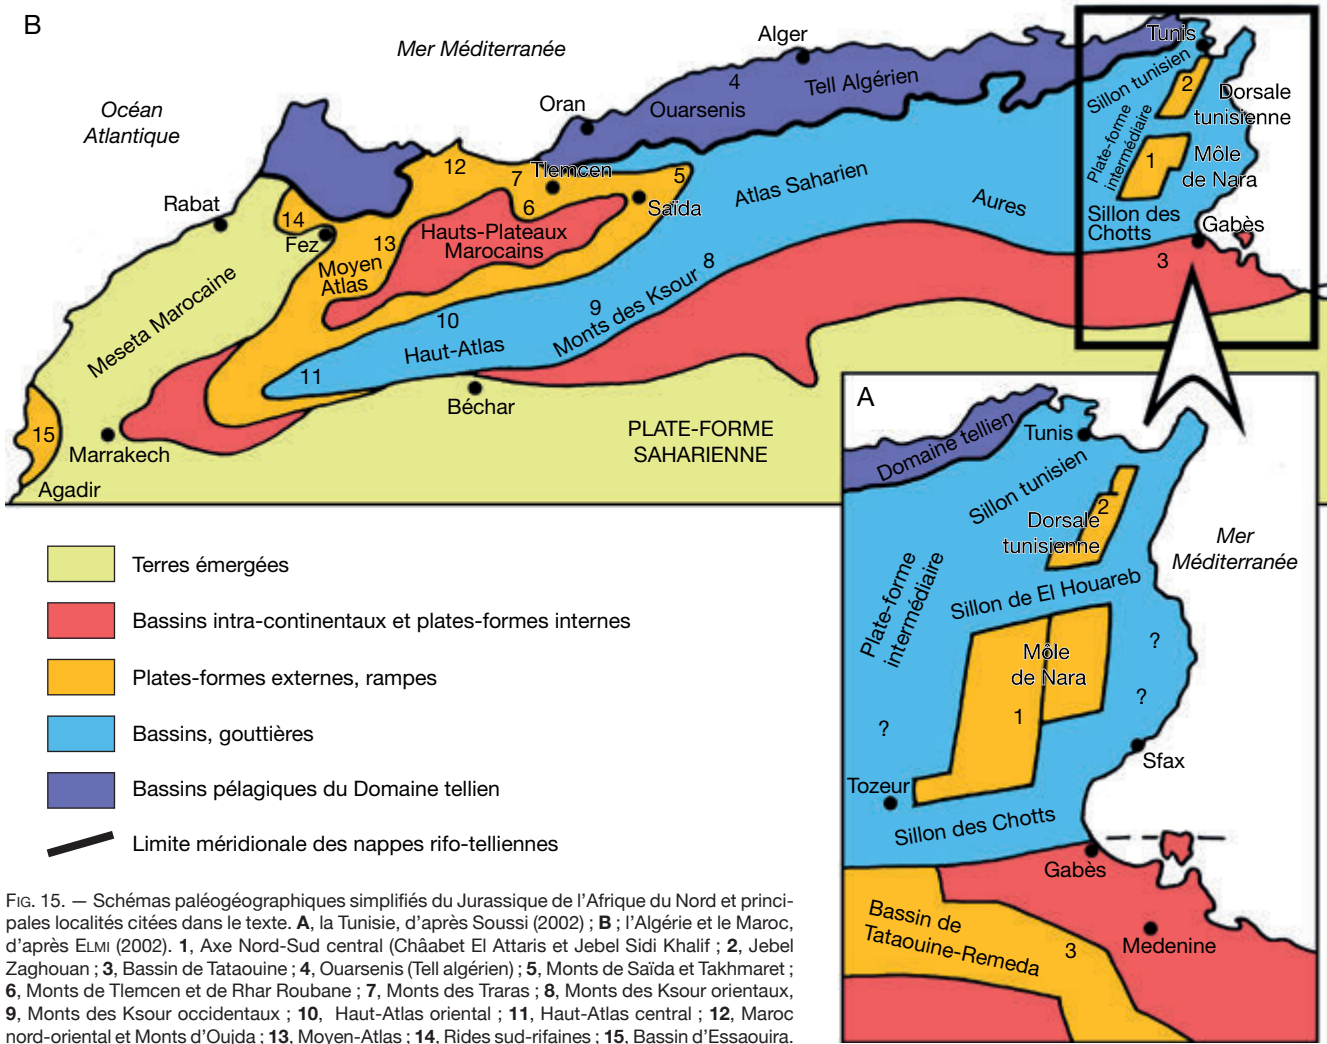 B
Mer Méditerranée
Océan
Atlantique
Alger
Oran
Ouarsenis
4
Tell Algérien
Tunis
Sillon tunisien
2
Dorsale
tunisienne
Plate-forme
intermédiaire
1
Môle
de Nara
Sillon des
Chotts
Gabès
3
Rabat
14
Fez
12
7
Tlemcen
6
5
Saïda
13
Hauts-Plateaux
Marocains
Moyen
Atlas
Atlas Saharien
Aures
8
Monts des Ksour
9
10
Haut-Atlas
11
Meseta Marocaine
Béchar
15
Marrakech
Agadir
PLATE-FORME
SAHARIENNE
A
Domaine tellien
Tunis
Sillon tunisien
2
Dorsale
tunisienne
Mer
Méditerranée
Plate-forme
intermédiaire
Sillon de El Houareb
Môle
de Nara
1
?
?
?
Sfax
Tozeur
Sillon des Chotts
Gabès
Bassin de
Tataouine-Remeda
3
Medenine
Terres émergées
Bassins intra-continentaux et plates-formes internes
Plates-formes externes, rampes
Bassins, gouttières
Bassins pélagiques du Domaine tellien
Limite méridionale des nappes rifo-telliennes
FIG. 15. — Schémas paléogéographiques simplifiés du Jurassique de l'Afrique du Nord et princi-
pales localités citées dans le texte. A, la Tunisie, d'après Soussi (2002) ; B ; l'Algérie et le Maroc,
d'après ELMI (2002). 1, Axe Nord-Sud central (Châabet El Attaris et Jebel Sidi Khalif ; 2, Jebel
Zaghouan ; 3, Bassin de Tataouine ; 4, Ouarsenis (Tell algérien) ; 5, Monts de Saïda et Takhmaret ;
6, Monts de Tlemcen et de Rhar Roubane ; 7, Monts des Traras ; 8, Monts des Ksour orientaux,
9, Monts des Ksour occidentaux ; 10, Haut-Atlas oriental ; 11, Haut-Atlas central ; 12, Maroc
nord-oriental et Monts d'Oujda ; 13, Moyen-Atlas ; 14, Rides sud-rifaines ; 15, Bassin d'Essaouira.